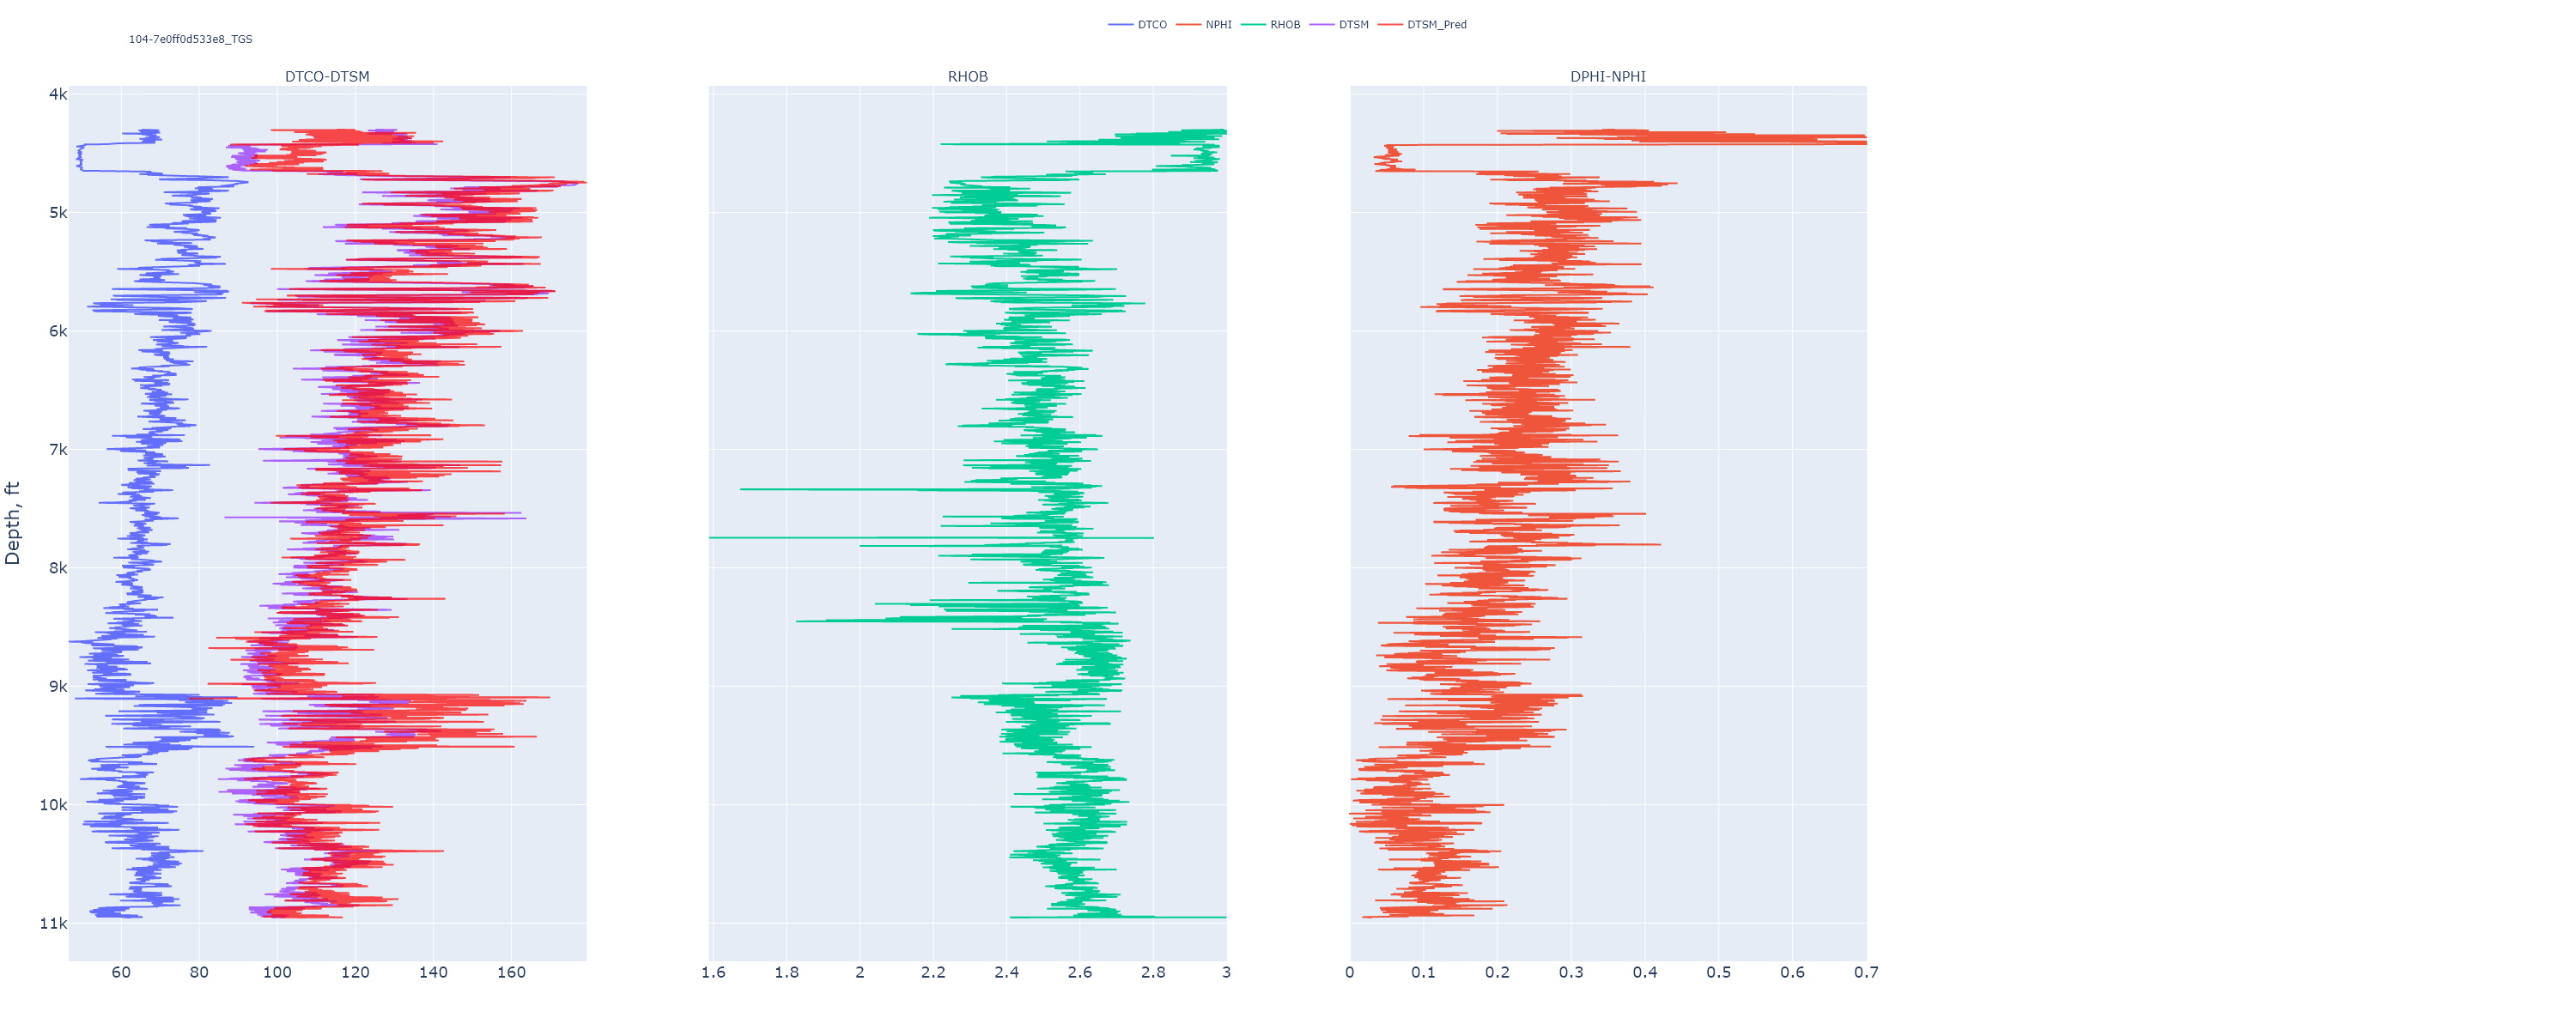 DTCO NPHI RHOB DTSM DTSM_Pred
104-7e0ff0d533e8_TGS
DTCO-DTSM RHOB DPHI-NPHI
Depth, ft
4k
5k
6k
7k
8k
9k
10k
11k
60 80 100 120 140 160
1.6 1.8 2 2.2 2.4 2.6 2.8 3
0 0.1 0.2 0.3 0.4 0.5 0.6 0.7